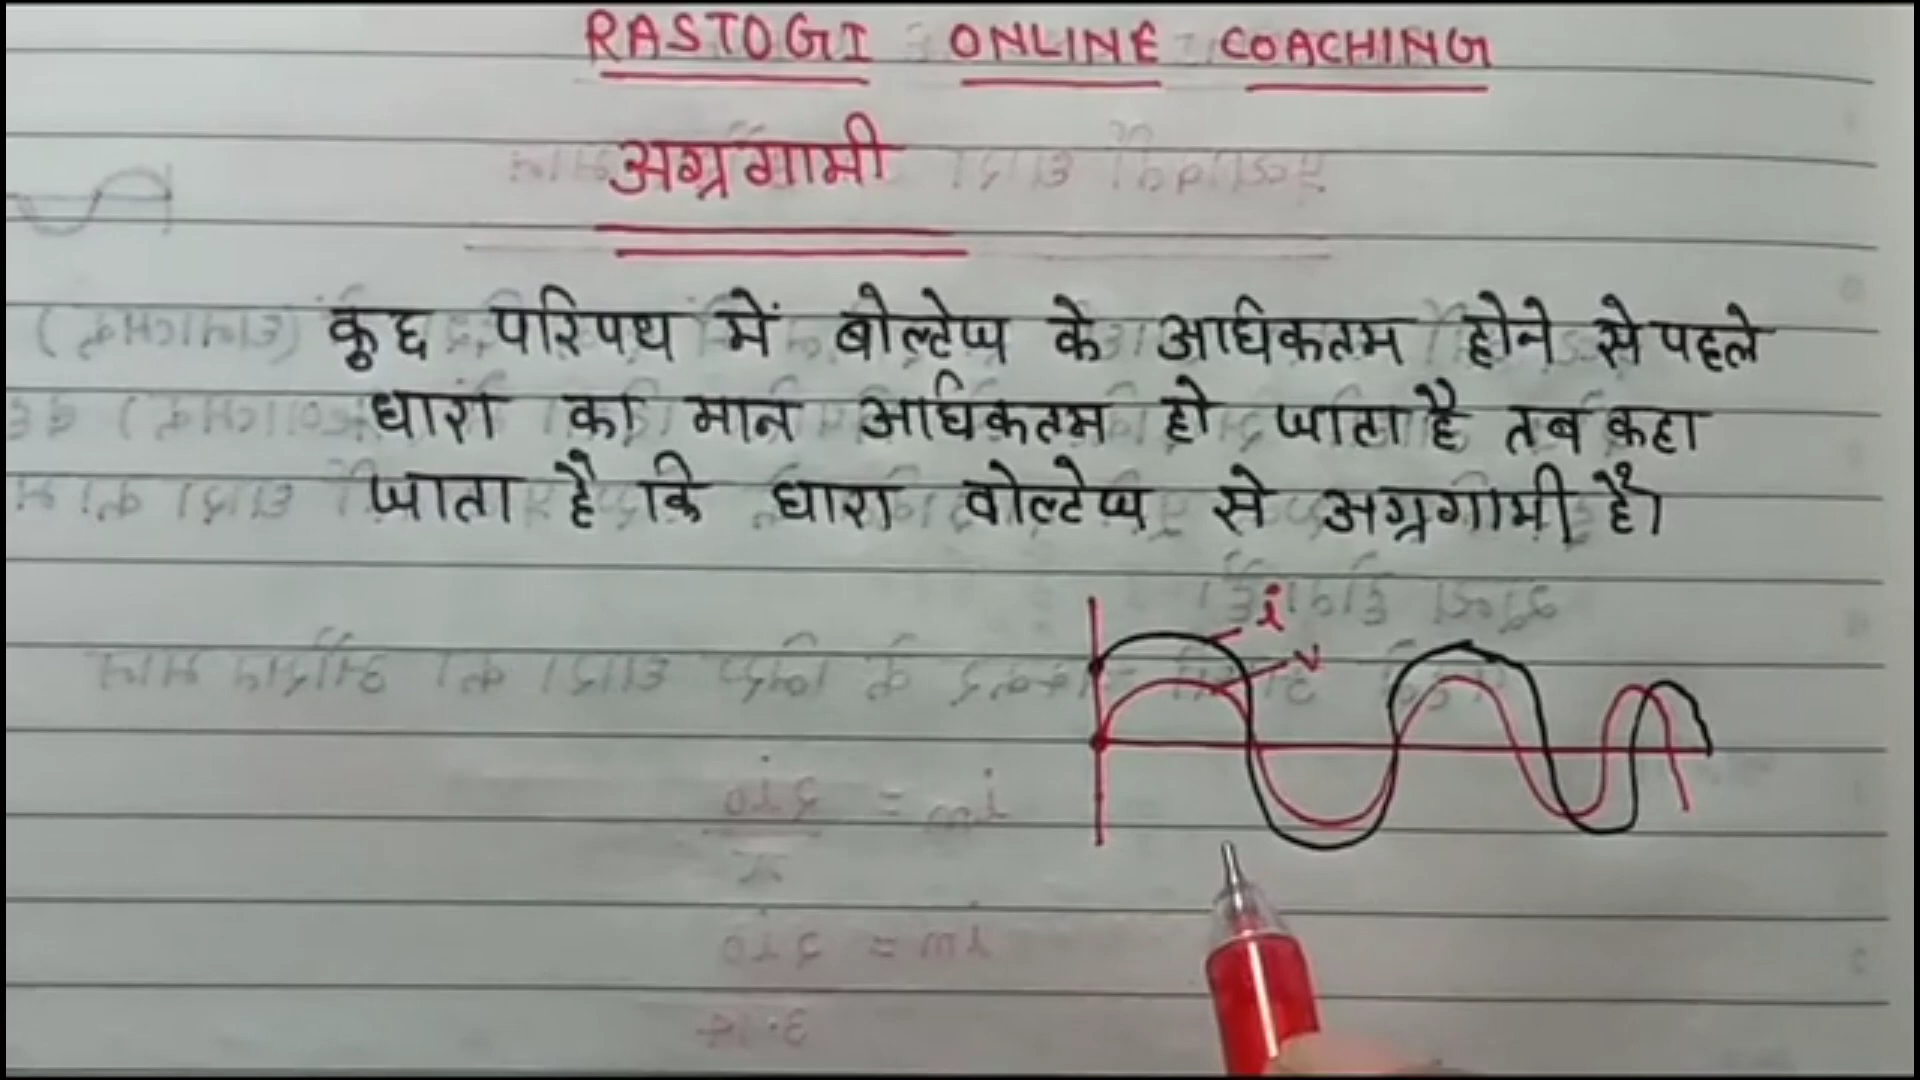 RASTOGI ONLINE COACHING
अग्रगामी
कुछ परिपथ में बोल्टेज के अधिकतम होने से पहले
धारा का मान अधिकतम हो जाता है तब कहा
जाता है कि धारा वोल्टेज से अग्रगामी है।
i
v